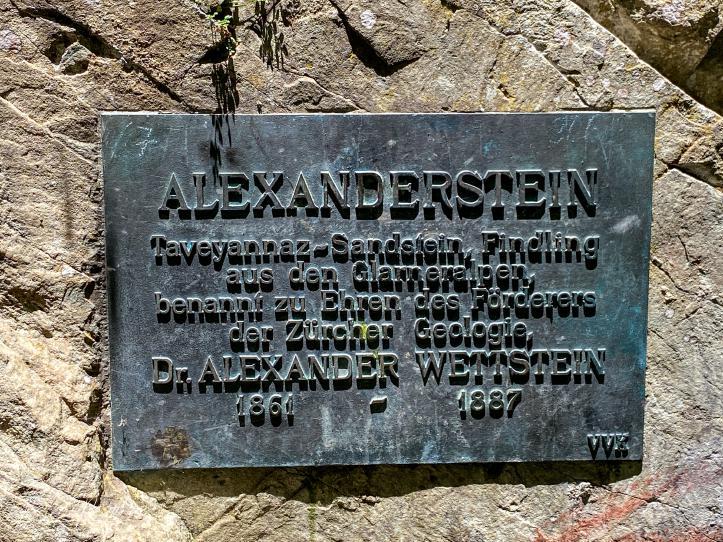 ALEXANDERSTEIN
Taveyannaz-Sandstein, Findling
aus den Glarneralpen,
benannt zu Ehren des Förderers
der Zürcher Geologie,
Dr. ALEXANDER WETTSTEIN
1861 - 1887
VVK